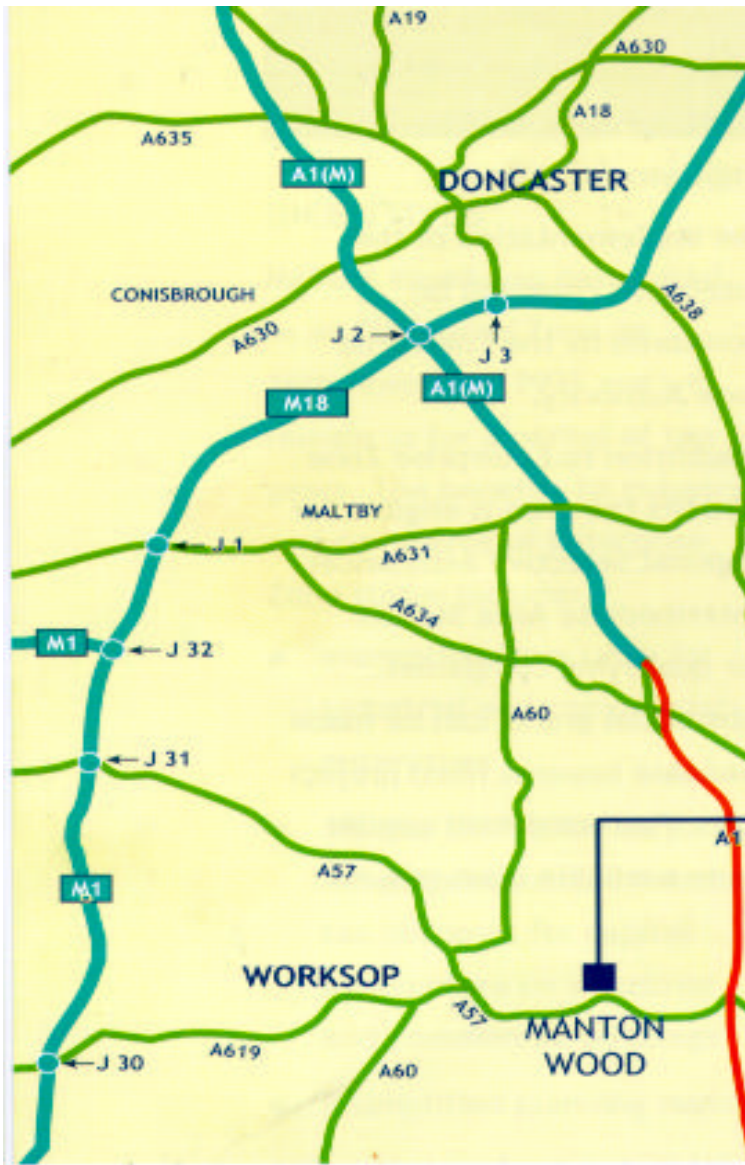 A19
A630
A18
A635
A1(M)
DONCASTER
CONISBROUGH
A630
A638
J 2
J 3
M18
A1(M)
MALTBY
J 1
A631
A634
M1
J 32
A60
J 31
A57
A1
M1
WORKSOP
A57
MANTON
WOOD
A619
J 30
A60